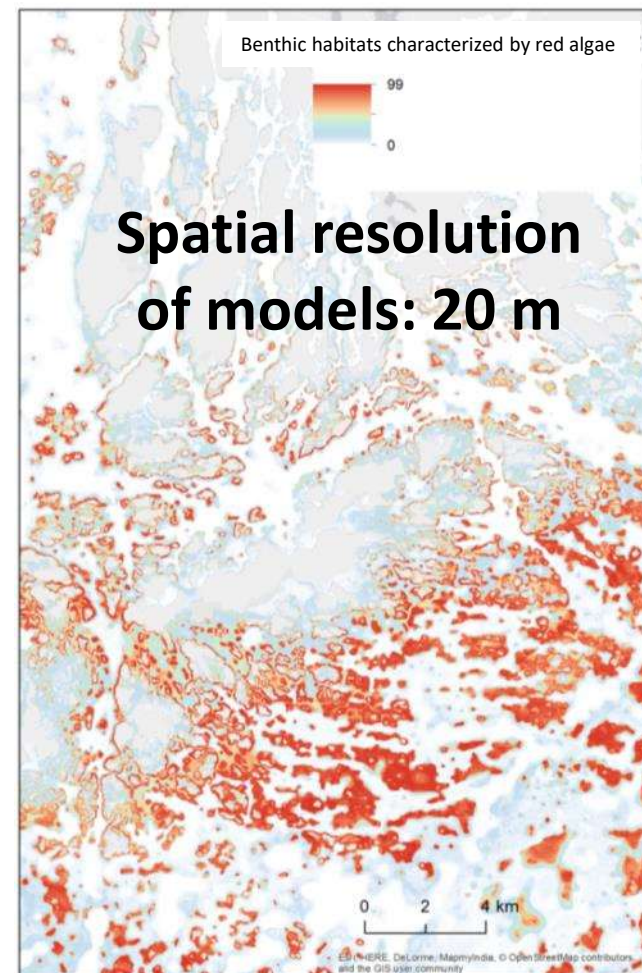 Benthic habitats characterized by red algae
99
0
Spatial resolution
of models: 20 m
0 2 4 km
Esri, HERE, DeLorme, MapmyIndia, © OpenStreetMap contributors,
and the GIS user community